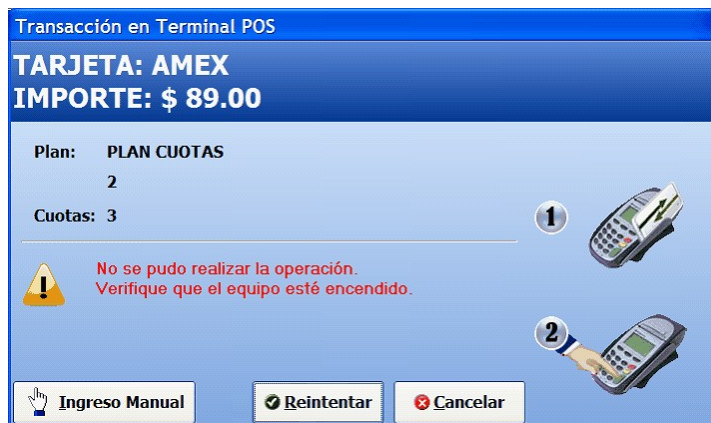 Transacción en Terminal POS
TARJETA: AMEX
IMPORTE: $ 89.00
Plan: PLAN CUOTAS
2
Cuotas: 3
1
No se pudo realizar la operación.
Verifique que el equipo esté encendido.
2
Ingreso Manual
Reintentar
Cancelar